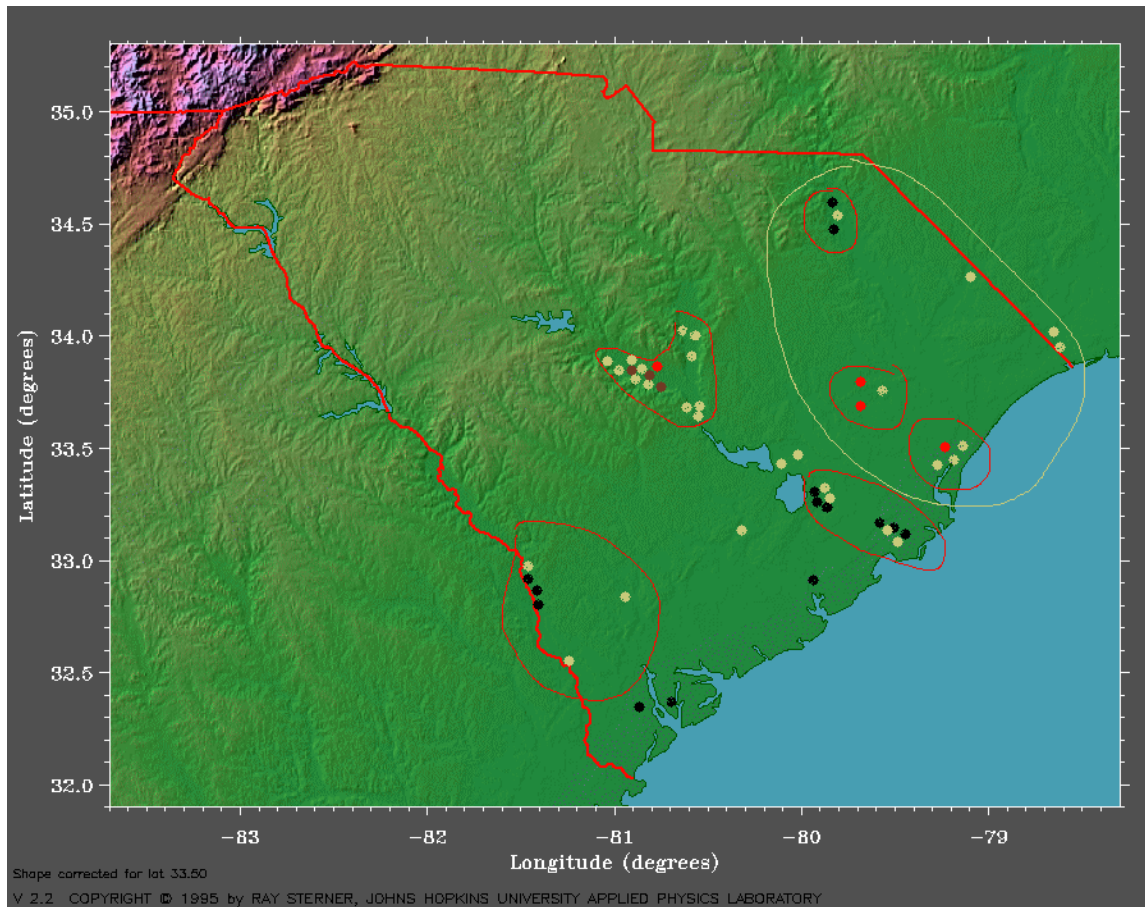 35.0
34.5
34.0
33.5
33.0
32.5
32.0
Latitude (degrees)
−83 −82 −81 −80 −79
Longitude (degrees)
Shape corrected for lat 33.50
V 2.2 COPYRIGHT © 1995 by RAY STERNER, JOHNS HOPKINS UNIVERSITY APPLIED PHYSICS LABORATORY